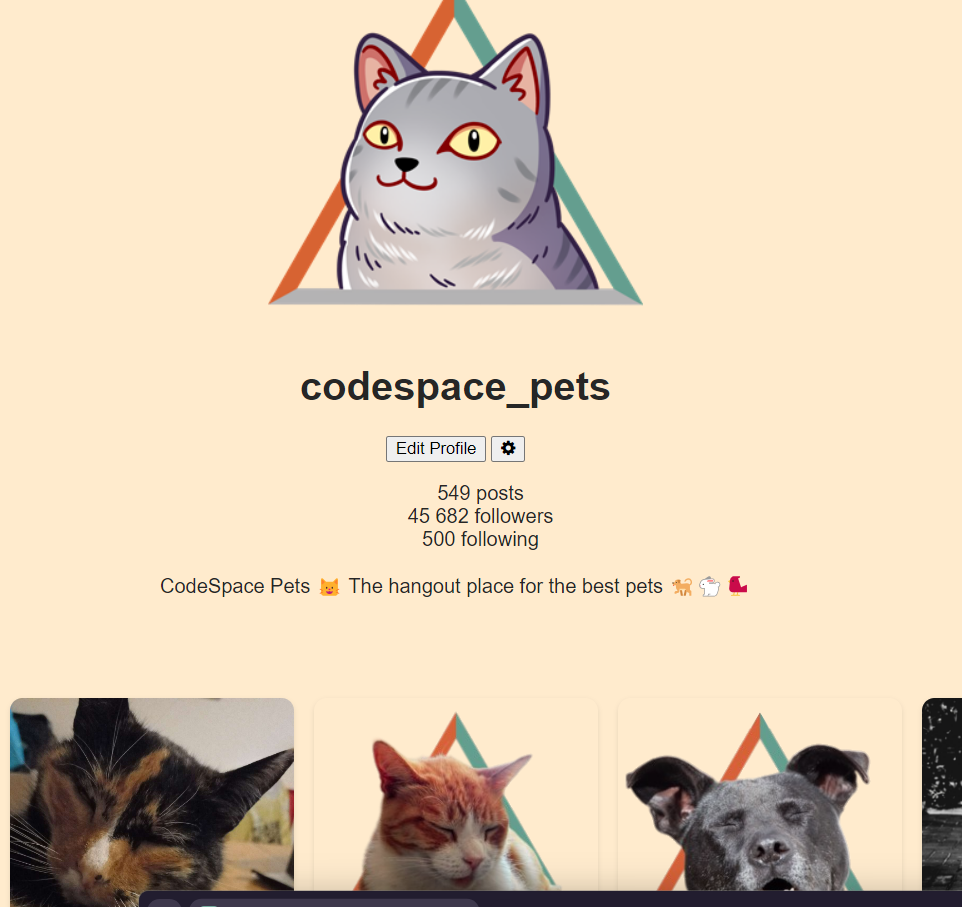 codespace_pets
Edit Profile
549 posts
45 682 followers
500 following
CodeSpace Pets 😺 The hangout place for the best pets 🐈 🐇 🐦